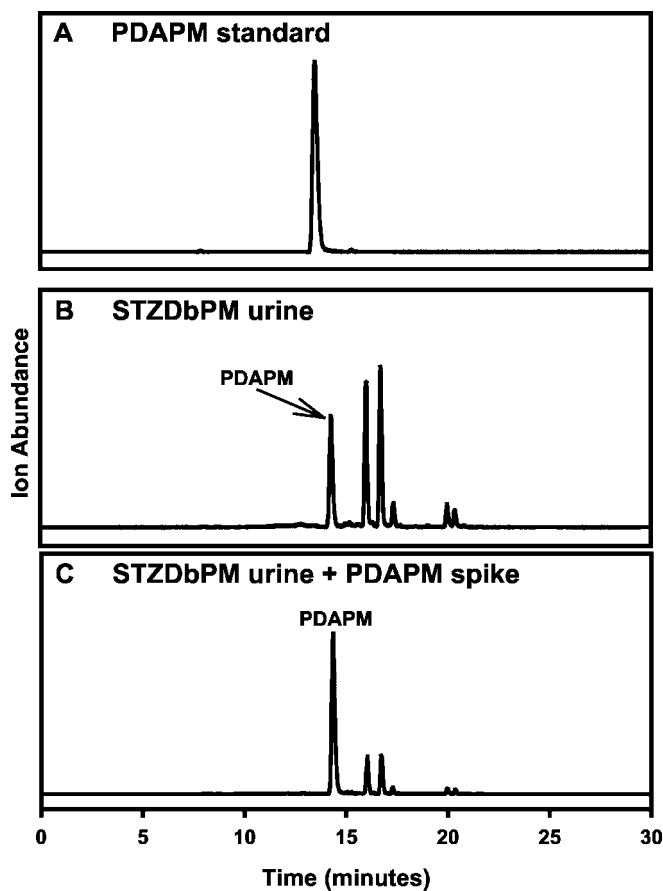 A PDAPM standard
B STZDbPM urine
PDAPM
Ion Abundance
C STZDbPM urine + PDAPM spike
PDAPM
0 5 10 15 20 25 30
Time (minutes)